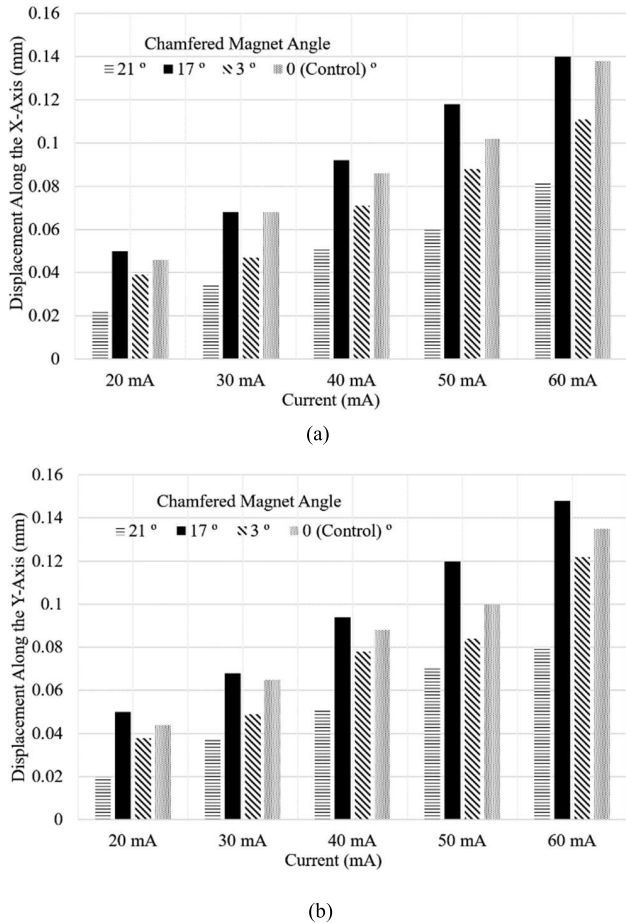 0.16
0.14
0.12
0.1
0.08
0.06
0.04
0.02
0
Displacement Along the X-Axis (mm)
Chamfered Magnet Angle
21 º 17 º 3 º 0 (Control) º
20 mA 30 mA 40 mA 50 mA 60 mA
Current (mA)
(a)
0.16
0.14
0.12
0.1
0.08
0.06
0.04
0.02
0
Displacement Along the Y-Axis (mm)
Chamfered Magnet Angle
21 º 17 º 3 º 0 (Control) º
20 mA 30 mA 40 mA 50 mA 60 mA
Current (mA)
(b)